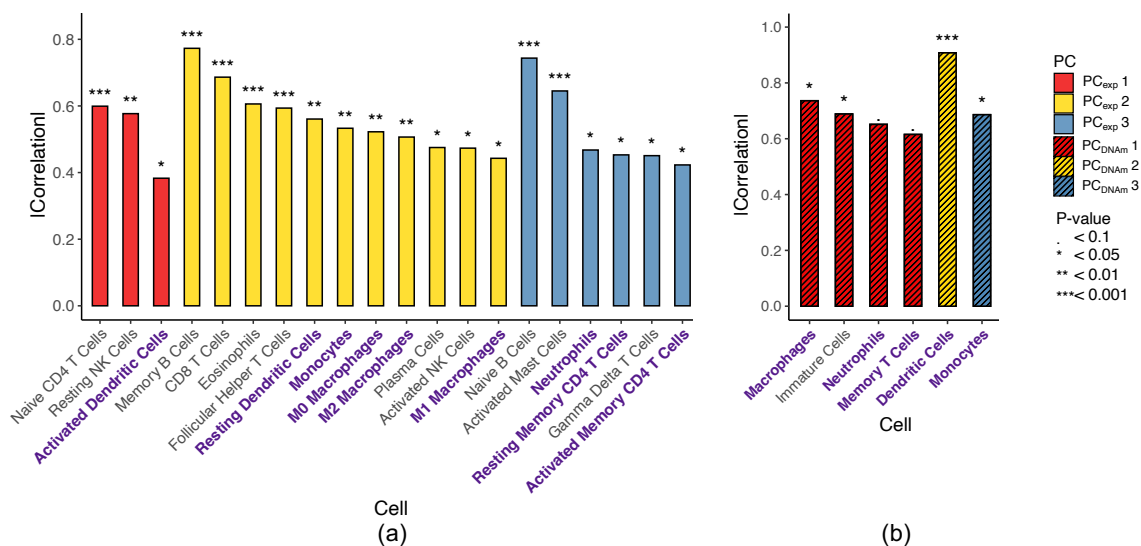 |Correlation|
0.8
0.6
0.4
0.2
0.0
***
**
*
***
***
***
***
**
**
**
**
*
*
*
***
***
*
*
*
*
Naive CD4 T Cells
Resting NK Cells
Activated Dendritic Cells
Memory B Cells
CD8 T Cells
Eosinophils
Follicular Helper T Cells
Resting Dendritic Cells
Monocytes
M0 Macrophages
M2 Macrophages
Plasma Cells
Activated NK Cells
M1 Macrophages
Naive B Cells
Activated Mast Cells
Neutrophils
Resting Memory CD4 T Cells
Gamma Delta T Cells
Activated Memory CD4 T Cells
Cell
(a)
|Correlation|
1.0
0.8
0.6
0.4
0.2
0.0
*
*
.
.
***
*
Macrophages
Immature Cells
Neutrophils
Memory T Cells
Dendritic Cells
Monocytes
Cell
(b)
PC
PCexp 1
PCexp 2
PCexp 3
PCDNAm 1
PCDNAm 2
PCDNAm 3
P-value
. < 0.1
* < 0.05
** < 0.01
***< 0.001